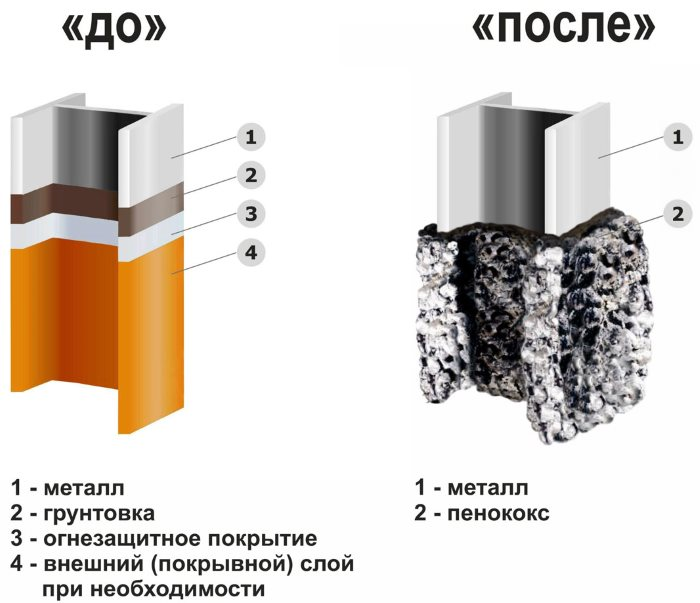 «до»
1
2
3
4
1 - металл
2 - грунтовка
3 - огнезащитное покрытие
4 - внешний (покрывной) слой
при необходимости
«после»
1
2
1 - металл
2 - пенококс